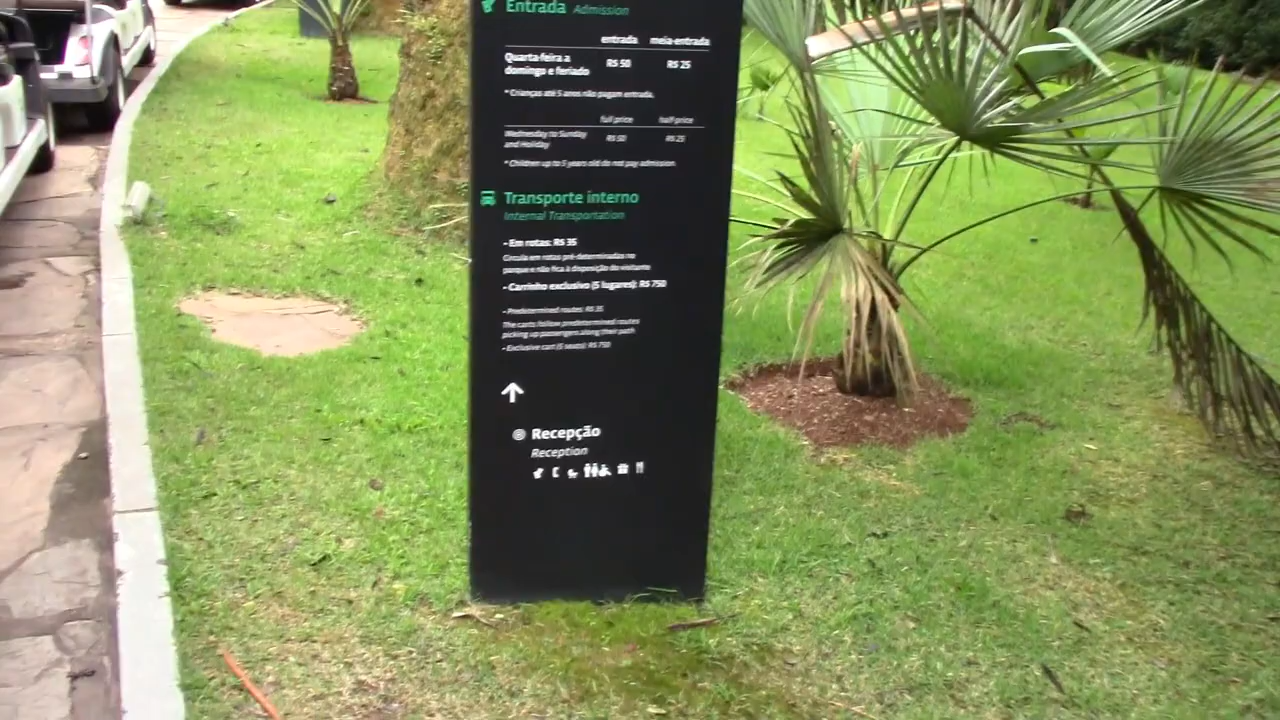 Entrada Admission
entrada meia-entrada
Quarta-feira a R$ 50 R$ 25
domingo e feriado
* Crianças até 5 anos não pagam entrada.
full price half price
Wednesday to Sunday R$ 50 R$ 25
and Holiday
* Children up to 5 years old do not pay admission.
Transporte interno
Internal Transportation
- Em rotas: R$ 35
Circula em rotas pré-determinadas no
parque e não fica à disposição do visitante
- Carrinho exclusivo (5 lugares): R$ 750
- Predetermined routes: R$ 35
The carts follow predetermined routes
picking up passengers along their path
- Exclusive cart (5 seats): R$ 750
Recepção
Reception